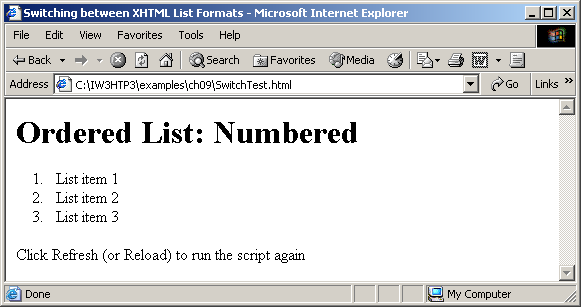 Switching between XHTML List Formats - Microsoft Internet Explorer
File Edit View Favorites Tools Help
Back Search Favorites Media W
Address C:\IW3HTP3\examples\ch09\SwitchTest.html Go Links »
Ordered List: Numbered
1. List item 1
2. List item 2
3. List item 3
Click Refresh (or Reload) to run the script again
Done My Computer